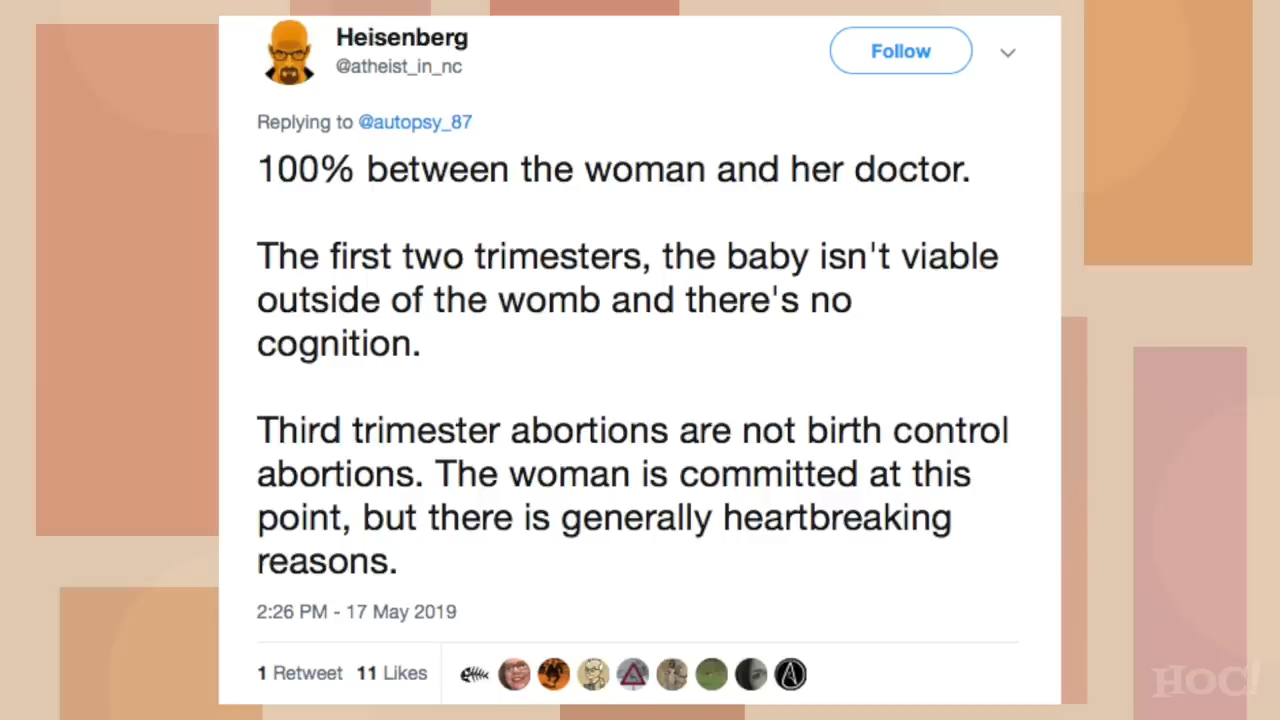 Heisenberg
@atheist_in_nc
Follow
Replying to @autopsy_87
100% between the woman and her doctor.
The first two trimesters, the baby isn't viable
outside of the womb and there's no
cognition.
Third trimester abortions are not birth control
abortions. The woman is committed at this
point, but there is generally heartbreaking
reasons.
2:26 PM - 17 May 2019
1 Retweet 11 Likes
HOC!